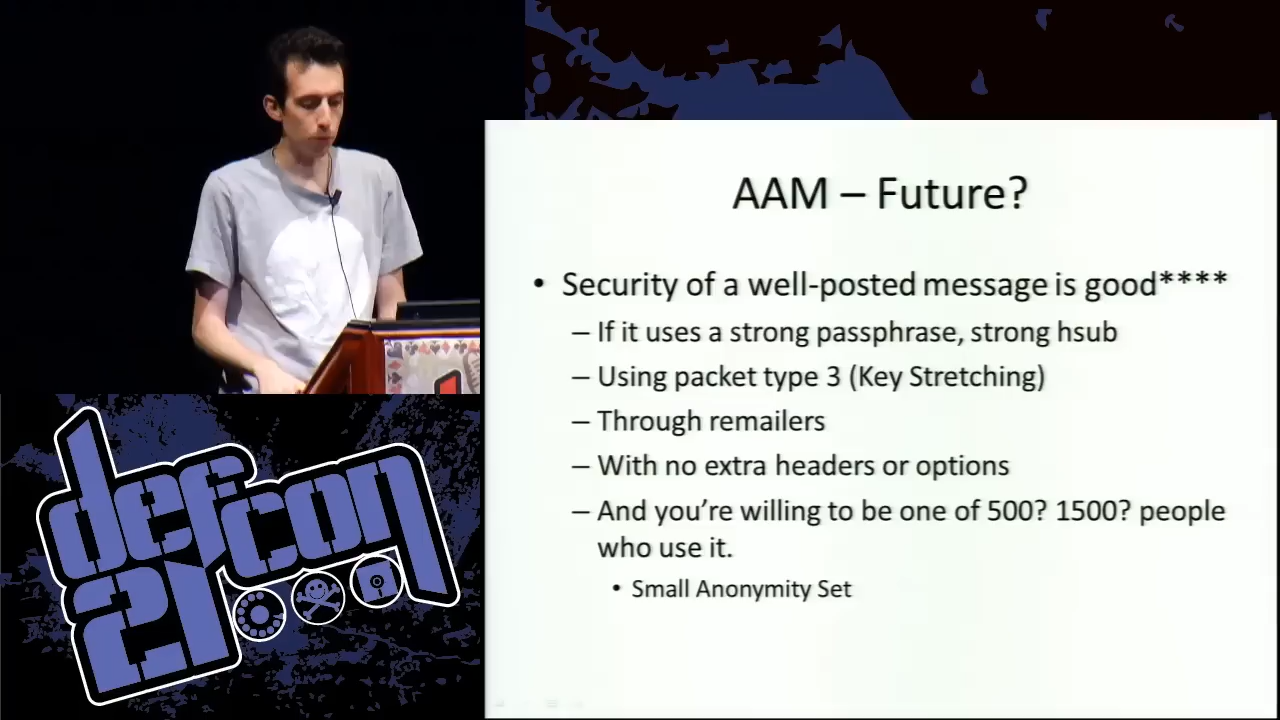 AAM – Future?
• Security of a well-posted message is good****
– If it uses a strong passphrase, strong hsub
– Using packet type 3 (Key Stretching)
– Through remailers
– With no extra headers or options
– And you’re willing to be one of 500? 1500? people
who use it.
• Small Anonymity Set
defcon
21